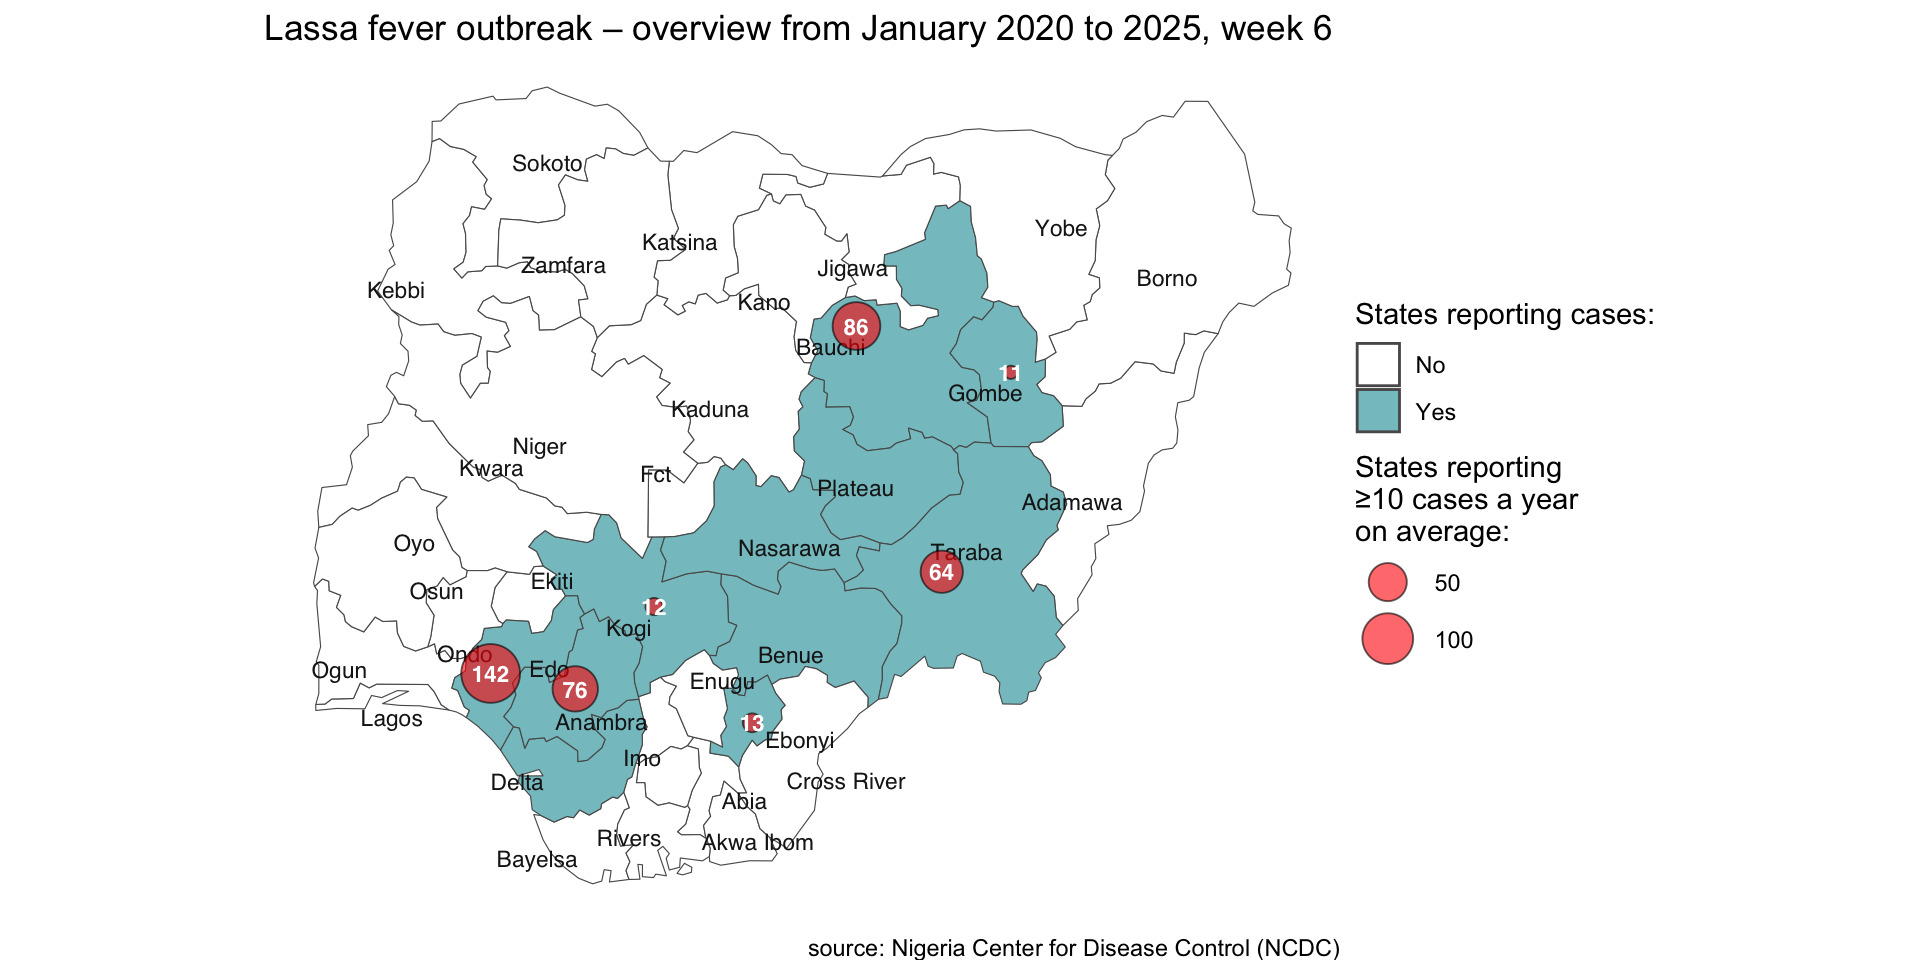 Lassa fever outbreak – overview from January 2020 to 2025, week 6
Sokoto
Yobe
Katsina
Zamfara
Jigawa
Borno
Kebbi
Kano
86
Bauchi
11
Gombe
Kaduna
Niger
Kwara
Fct
Plateau
Adamawa
Oyo
Nasarawa
Taraba
64
Ekiti
Osun
12
Kogi
Ondo
Benue
Ogun
Edo
142
76
Enugu
Lagos
Anambra
13
Ebonyi
Imo
Delta
Cross River
Abia
Rivers
Akwa Ibom
Bayelsa
States reporting cases:
No
Yes
States reporting
≥10 cases a year
on average:
50
100
source: Nigeria Center for Disease Control (NCDC)